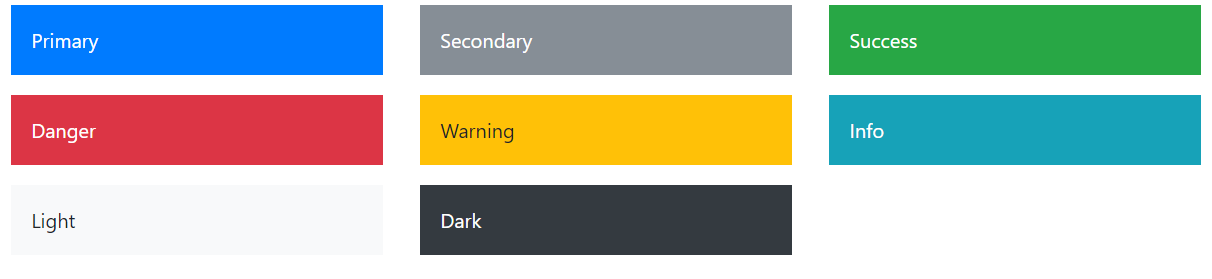 Primary
Secondary
Success
Danger
Warning
Info
Light
Dark